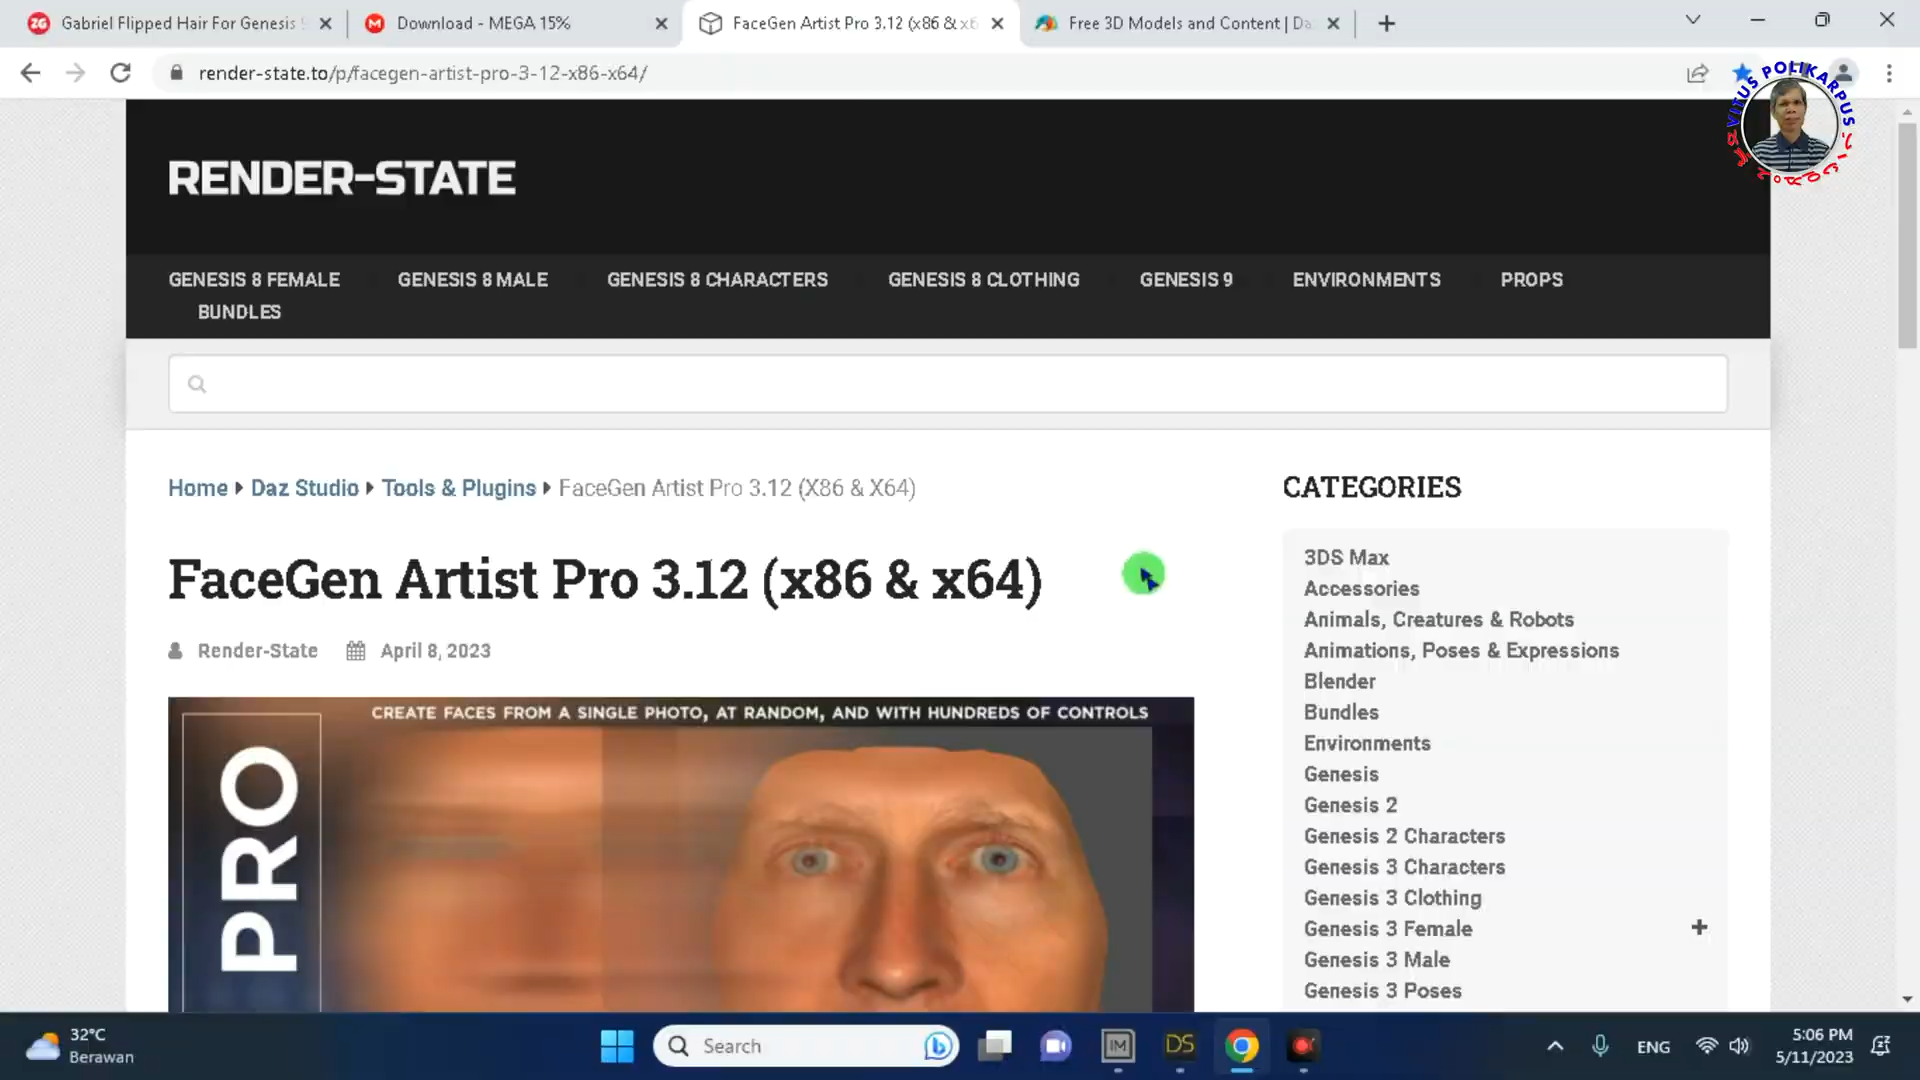 Gabriel Flipped Hair For Genesis 9
Download - MEGA 15%
FaceGen Artist Pro 3.12 (x86 & x6
Free 3D Models and Content | Da
render-state.to/p/facegen-artist-pro-3-12-x86-x64/
VITUS POLIKARPUS
RENDER-STATE
GENESIS 8 FEMALE
GENESIS 8 MALE
GENESIS 8 CHARACTERS
GENESIS 8 CLOTHING
GENESIS 9
ENVIRONMENTS
PROPS
BUNDLES
Home
Daz Studio
Tools & Plugins
FaceGen Artist Pro 3.12 (X86 & X64)
FaceGen Artist Pro 3.12 (x86 & x64)
Render-State
April 8, 2023
CREATE FACES FROM A SINGLE PHOTO, AT RANDOM, AND WITH HUNDREDS OF CONTROLS
PRO
CATEGORIES
3DS Max
Accessories
Animals, Creatures & Robots
Animations, Poses & Expressions
Blender
Bundles
Environments
Genesis
Genesis 2
Genesis 2 Characters
Genesis 3 Characters
Genesis 3 Clothing
Genesis 3 Female
Genesis 3 Male
Genesis 3 Poses
32°C
Berawan
Search
IM
DS
ENG
5:06 PM
5/11/2023